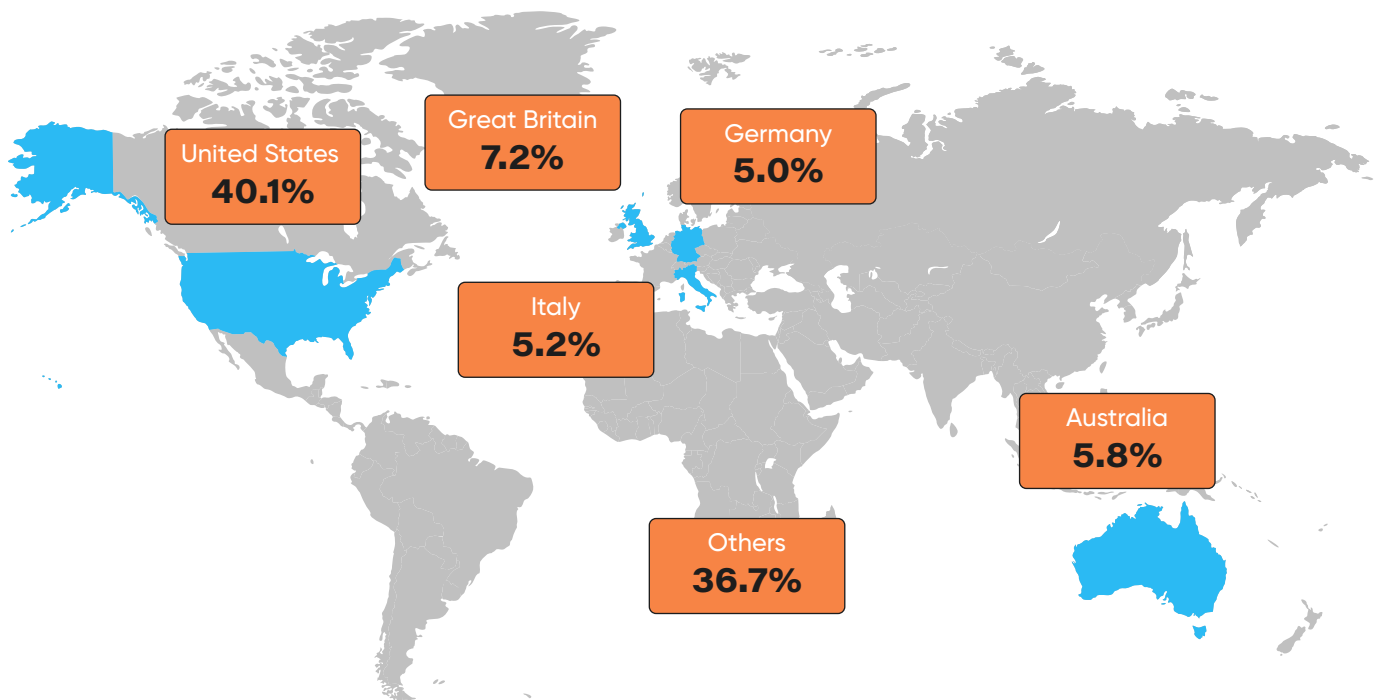 Great Britain
7.2%
Germany
5.0%
United States
40.1%
Italy
5.2%
Australia
5.8%
Others
36.7%